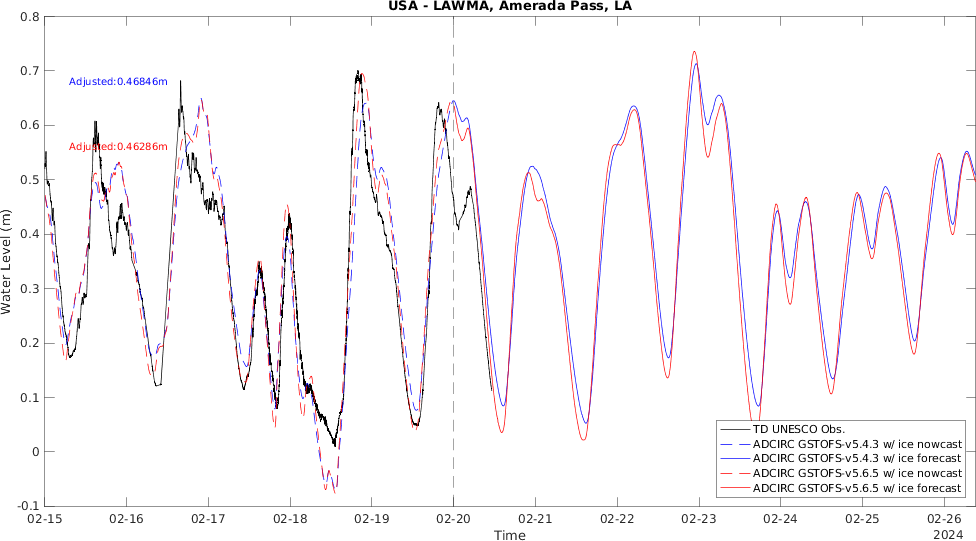 USA - LAWMA, Amerada Pass, LA
0.8
0.7
0.6
0.5
0.4
0.3
0.2
0.1
0
-0.1
Water Level (m)
Adjusted:0.46846m
Adjusted:0.46286m
TD UNESCO Obs.
ADCIRC GSTOFS-v5.4.3 w/ ice nowcast
ADCIRC GSTOFS-v5.4.3 w/ ice forecast
ADCIRC GSTOFS-v5.6.5 w/ ice nowcast
ADCIRC GSTOFS-v5.6.5 w/ ice forecast
02-15 02-16 02-17 02-18 02-19 02-20 02-21 02-22 02-23 02-24 02-25 02-26
Time 2024